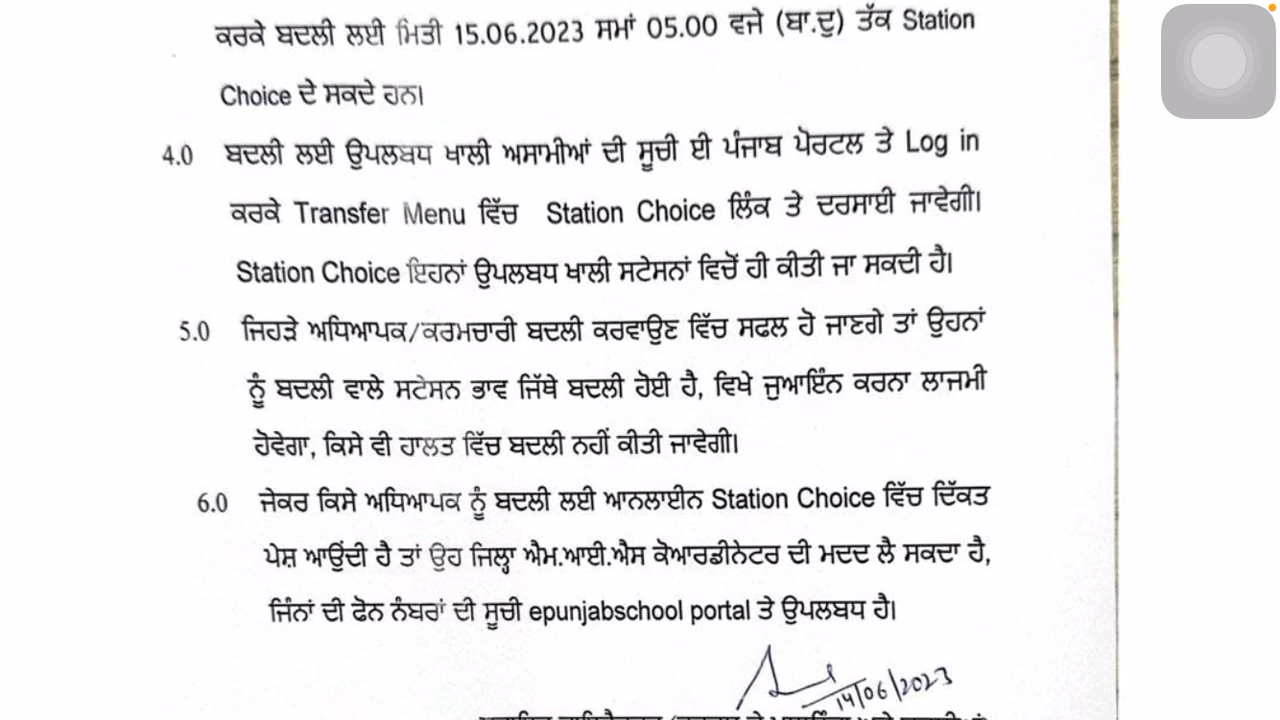 ਕਰਕੇ ਬਦਲੀ ਲਈ ਮਿਤੀ 15.06.2023 ਸਮਾਂ 05.00 ਵਜੇ (ਬਾ.ਦੁ) ਤੱਕ Station
Choice ਦੇ ਸਕਦੇ ਹਨ।
4.0 ਬਦਲੀ ਲਈ ਉਪਲਬਧ ਖਾਲੀ ਅਸਾਮੀਆਂ ਦੀ ਸੂਚੀ ਈ ਪੰਜਾਬ ਪੋਰਟਲ ਤੇ Log in
ਕਰਕੇ Transfer Menu ਵਿੱਚ Station Choice ਲਿੰਕ ਤੇ ਦਰਸਾਈ ਜਾਵੇਗੀ।
Station Choice ਇਹਨਾਂ ਉਪਲਬਧ ਖਾਲੀ ਸਟੇਸਨਾਂ ਵਿਚੋਂ ਹੀ ਕੀਤੀ ਜਾ ਸਕਦੀ ਹੈ।
5.0 ਜਿਹੜੇ ਅਧਿਆਪਕ/ਕਰਮਚਾਰੀ ਬਦਲੀ ਕਰਵਾਉਣ ਵਿੱਚ ਸਫਲ ਹੋ ਜਾਣਗੇ ਤਾਂ ਉਹਨਾਂ
ਨੂੰ ਬਦਲੀ ਵਾਲੇ ਸਟੇਸਨ ਭਾਵ ਜਿੱਥੇ ਬਦਲੀ ਹੋਈ ਹੈ, ਵਿਖੇ ਜੁਆਇੰਨ ਕਰਨਾ ਲਾਜਮੀ
ਹੋਵੇਗਾ, ਕਿਸੇ ਵੀ ਹਾਲਤ ਵਿੱਚ ਬਦਲੀ ਨਹੀਂ ਕੀਤੀ ਜਾਵੇਗੀ।
6.0 ਜੇਕਰ ਕਿਸੇ ਅਧਿਆਪਕ ਨੂੰ ਬਦਲੀ ਲਈ ਆਨਲਾਈਨ Station Choice ਵਿੱਚ ਦਿੱਕਤ
ਪੇਸ਼ ਆਉਂਦੀ ਹੈ ਤਾਂ ਉਹ ਜਿਲ੍ਹਾ ਐਮ.ਆਈ.ਐਸ ਕੋਆਰਡੀਨੇਟਰ ਦੀ ਮਦਦ ਲੈ ਸਕਦਾ ਹੈ,
ਜਿੰਨਾਂ ਦੀ ਫੋਨ ਨੰਬਰਾਂ ਦੀ ਸੂਚੀ epunjabschool portal ਤੇ ਉਪਲਬਧ ਹੈ।
14/06/2023